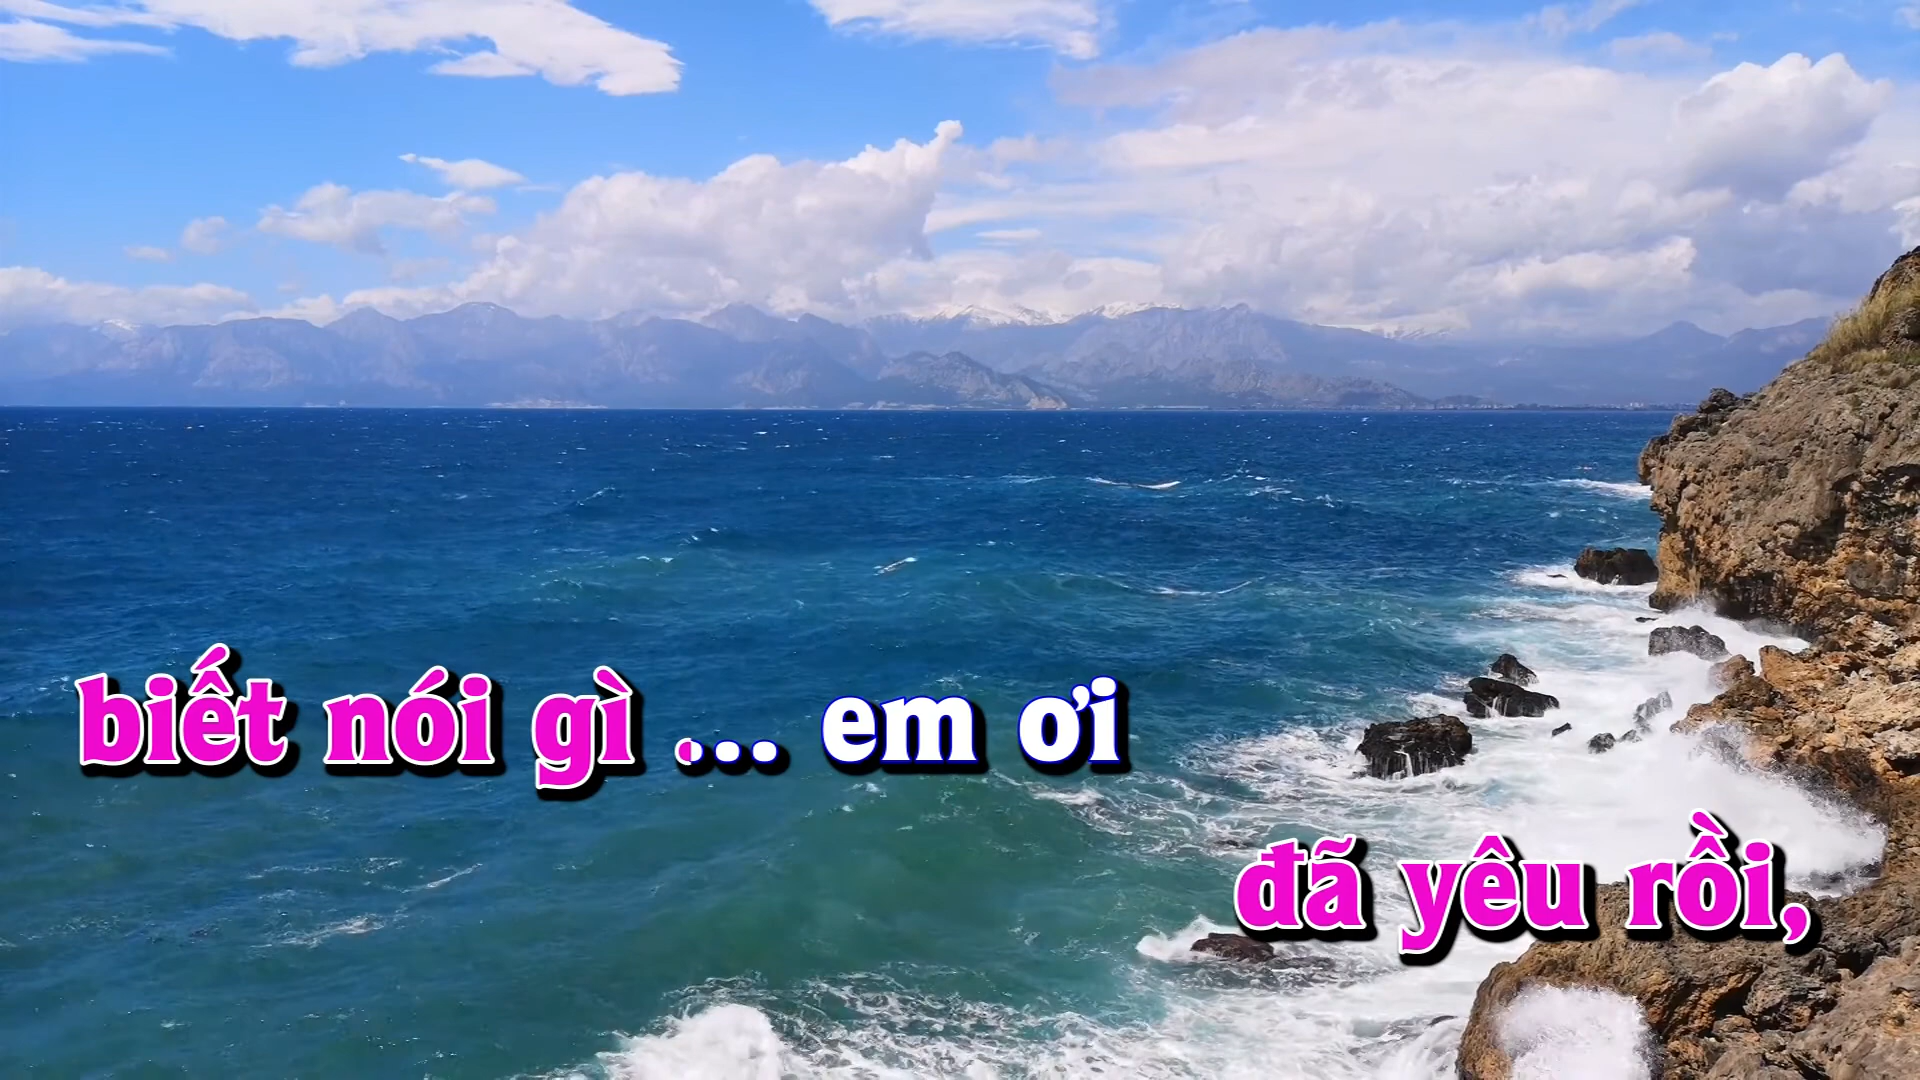 biết nói gì ... em ơi
đã yêu rồi,